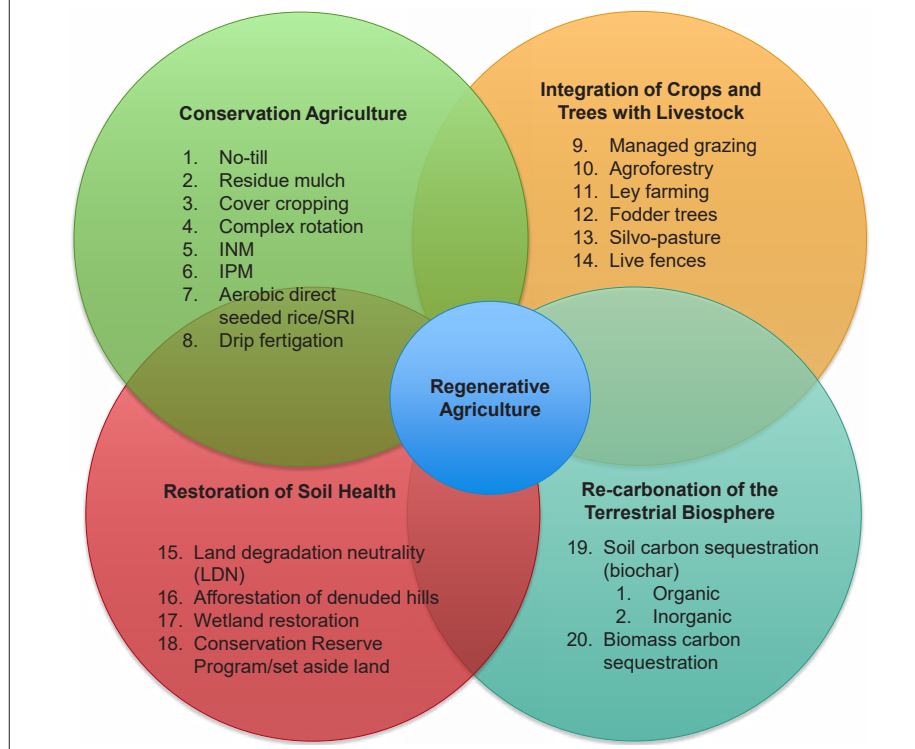 Conservation Agriculture
1. No-till
2. Residue mulch
3. Cover cropping
4. Complex rotation
5. INM
6. IPM
7. Aerobic direct
seeded rice/SRI
8. Drip fertigation
Integration of Crops and
Trees with Livestock
9. Managed grazing
10. Agroforestry
11. Ley farming
12. Fodder trees
13. Silvo-pasture
14. Live fences
Regenerative
Agriculture
Restoration of Soil Health
15. Land degradation neutrality
(LDN)
16. Afforestation of denuded hills
17. Wetland restoration
18. Conservation Reserve
Program/set aside land
Re-carbonation of the
Terrestrial Biosphere
19. Soil carbon sequestration
(biochar)
1. Organic
2. Inorganic
20. Biomass carbon
sequestration